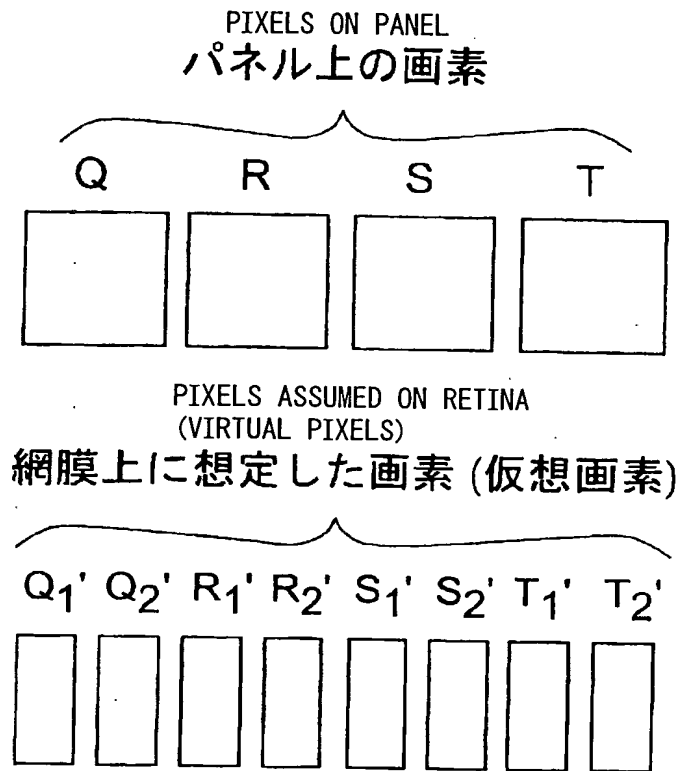 PIXELS ON PANEL
パネル上の画素
Q R S T
PIXELS ASSUMED ON RETINA
(VIRTUAL PIXELS)
網膜上に想定した画素 (仮想画素)
Q1' Q2' R1' R2' S1' S2' T1' T2'